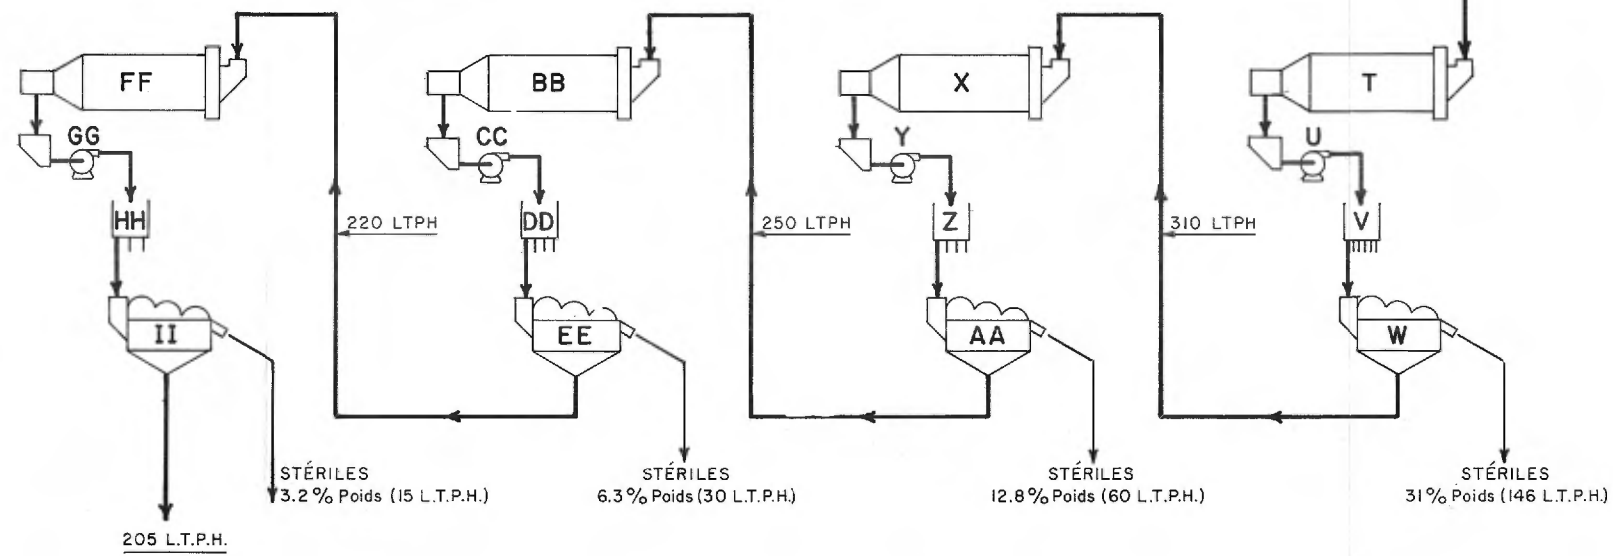 FF
BB
X
T
GG
CC
Y
U
HH
DD
Z
V
220 LTPH
250 LTPH
310 LTPH
II
EE
AA
W
STÉRILES
3.2% Poids (15 L.T.P.H.)
STÉRILES
6.3% Poids (30 L.T.P.H.)
STÉRILES
12.8% Poids (60 L.T.P.H.)
STÉRILES
31% Poids (146 L.T.P.H.)
205 L.T.P.H.